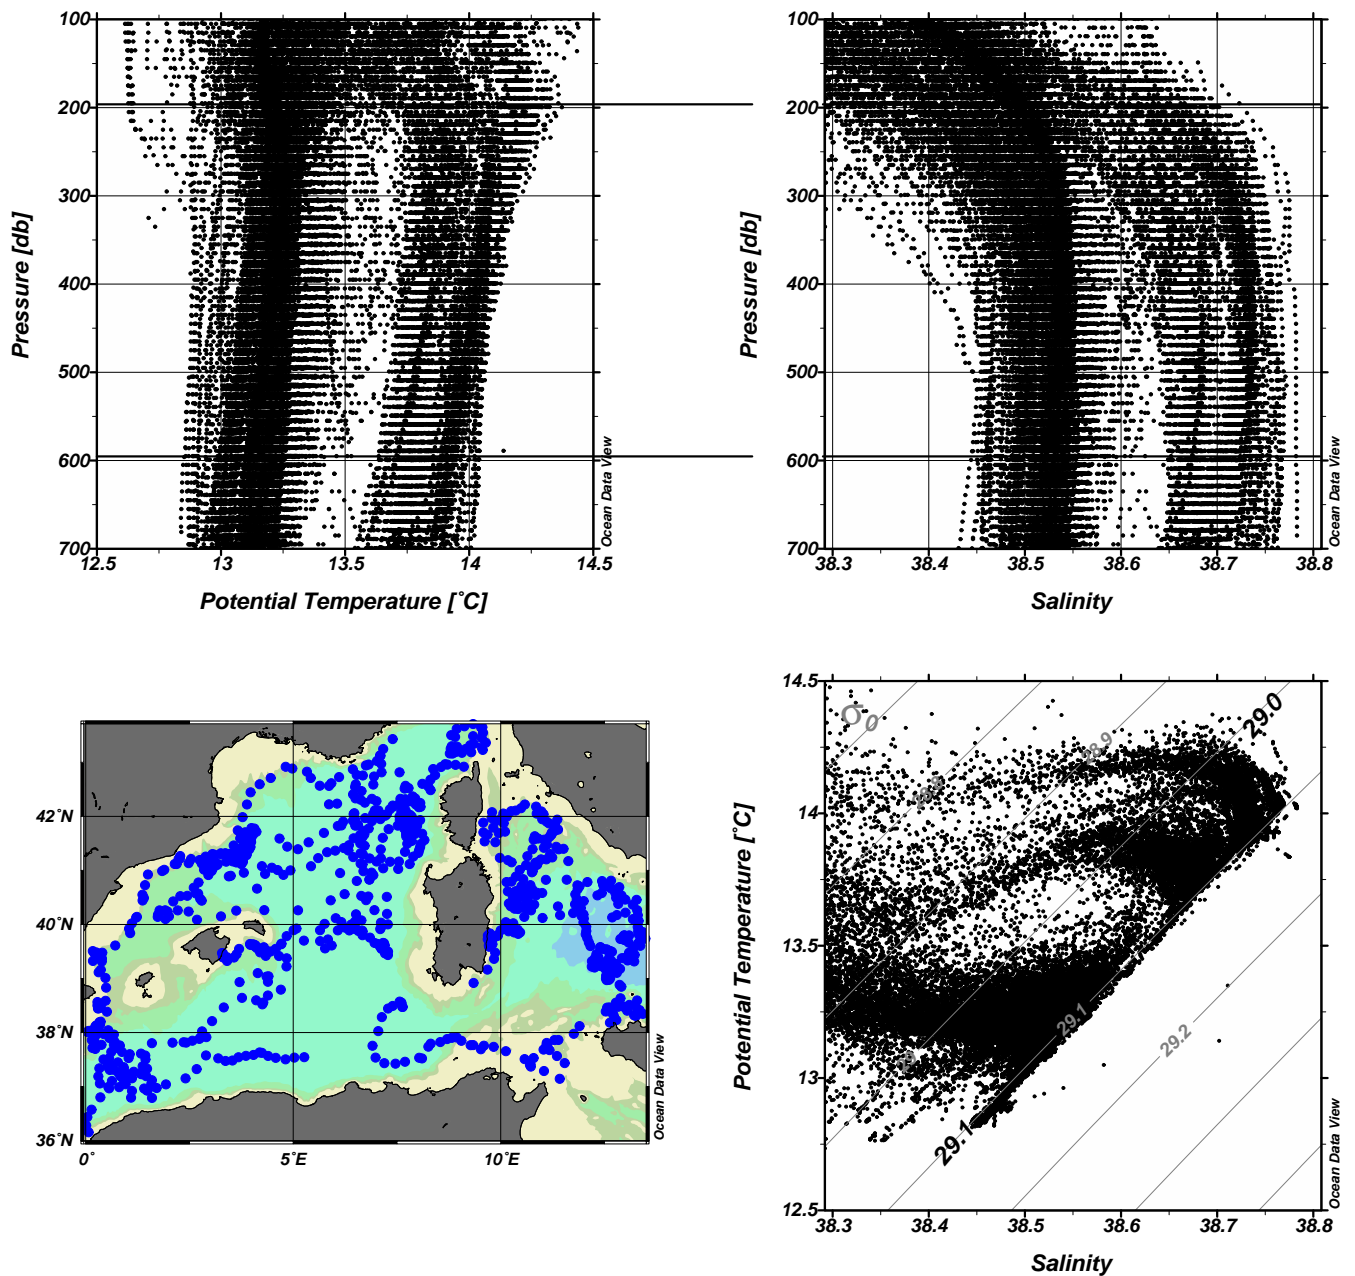 100
200
300
400
500
600
700
Pressure [db]
12.5 13 13.5 14 14.5
Potential Temperature [˚C]
Ocean Data View
100
200
300
400
500
600
700
Pressure [db]
38.3 38.4 38.5 38.6 38.7 38.8
Salinity
Ocean Data View
42˚N
40˚N
38˚N
36˚N
0˚ 5˚E 10˚E
Ocean Data View
14.5
14
13.5
13
12.5
Potential Temperature [˚C]
σ0
29.0
28.9
29.1
29.2
29.1
38.3 38.4 38.5 38.6 38.7 38.8
Salinity
Ocean Data View